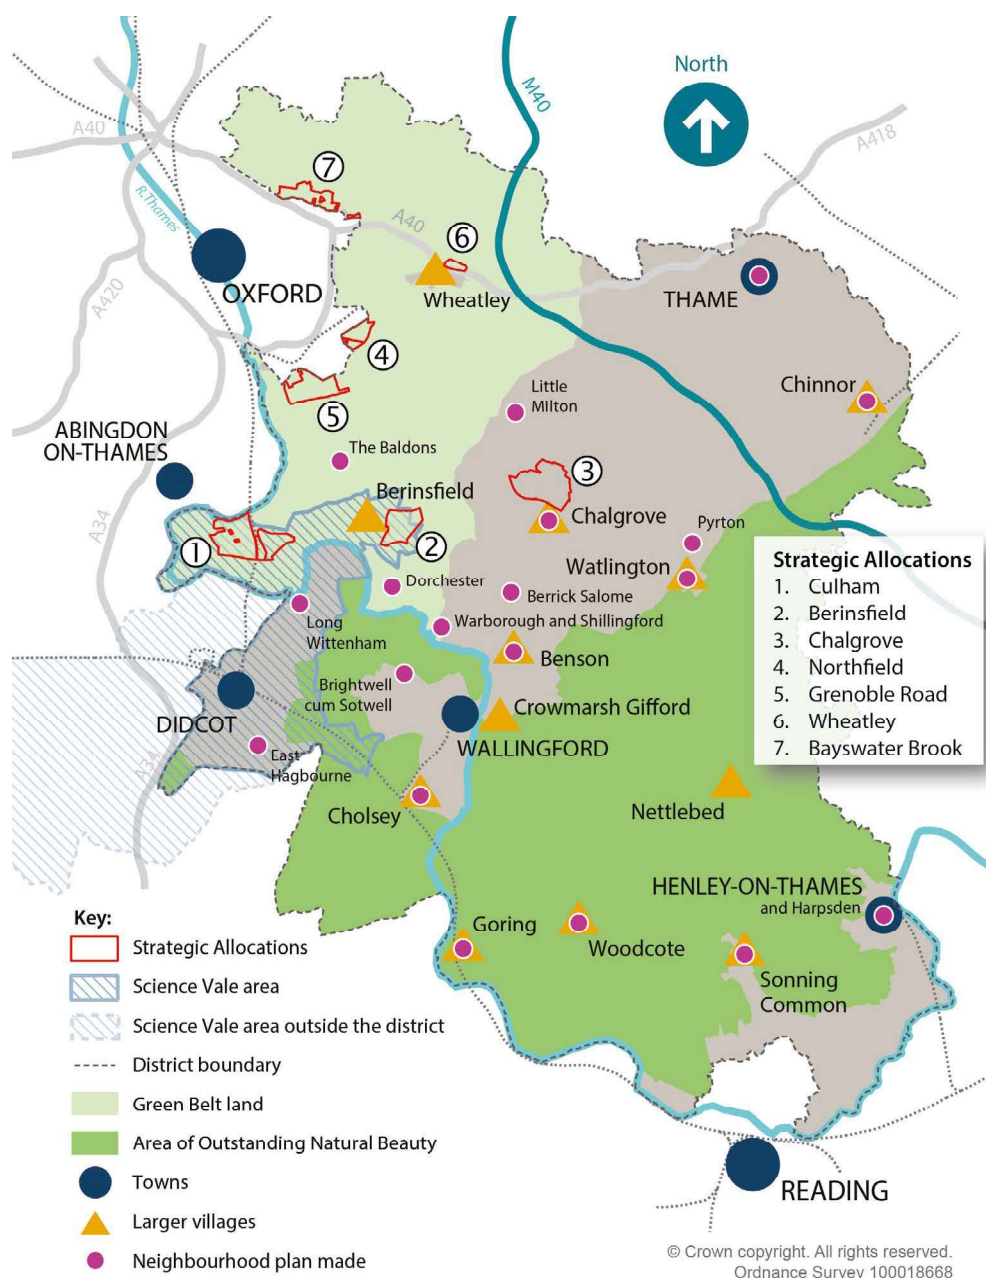 North
M40
A40
A418
R.Thames
7
A40
6
OXFORD
Wheatley
THAME
A420
4
Chinnor
5
Little
Milton
ABINGDON
ON-THAMES
The Baldons
3
Berinsfield
Chalgrove
Pyrton
A34
1
2
Watlington
Dorchester
Berrick Salome
Long
Wittenham
Warborough and Shillingford
Benson
Brightwell
cum Sotwell
Crowmarsh Gifford
DIDCOT
WALLINGFORD
East
Hagbourne
A34
Cholsey
Nettlebed
Strategic Allocations
1. Culham
2. Berinsfield
3. Chalgrove
4. Northfield
5. Grenoble Road
6. Wheatley
7. Bayswater Brook
HENLEY-ON-THAMES
and Harpsden
Goring
Woodcote
Sonning
Common
READING
Key:
Strategic Allocations
Science Vale area
Science Vale area outside the district
District boundary
Green Belt land
Area of Outstanding Natural Beauty
Towns
Larger villages
Neighbourhood plan made
© Crown copyright. All rights reserved.
Ordnance Survey 100018668